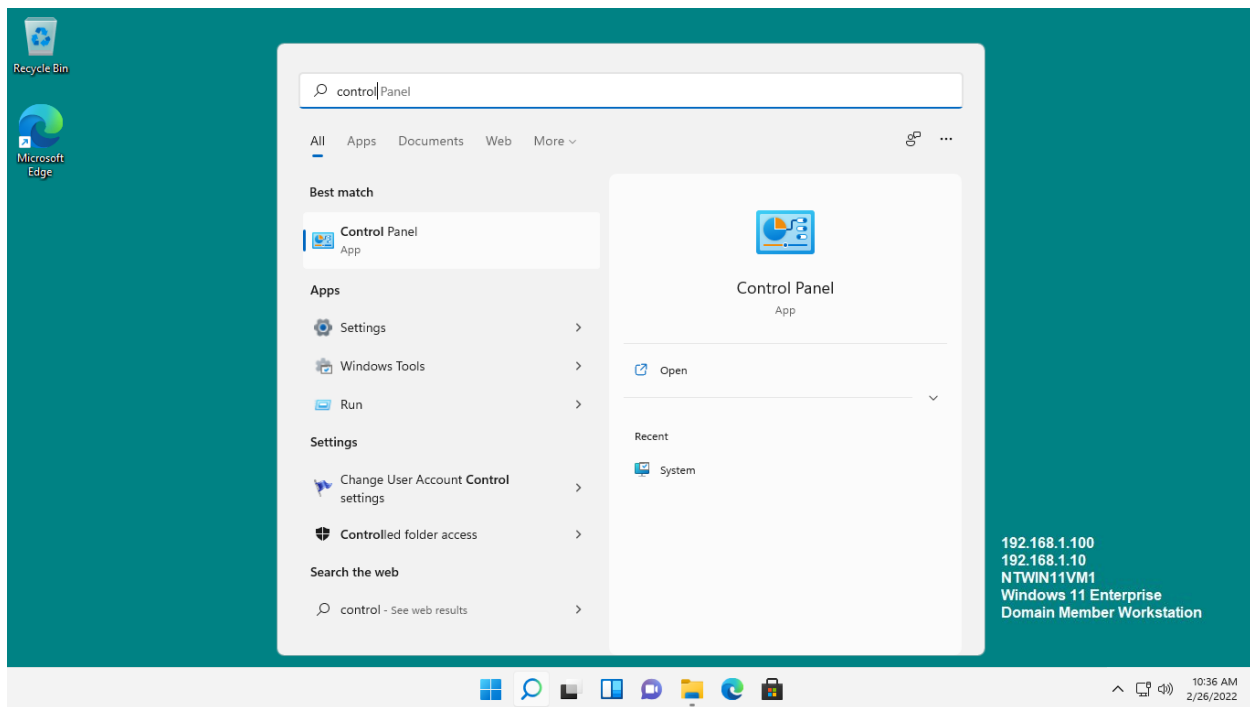 Recycle Bin
Microsoft
Edge
control Panel
All Apps Documents Web More
Best match
Control Panel
App
Apps
Settings
Windows Tools
Run
Settings
Change User Account Control
settings
Controlled folder access
Search the web
control - See web results
Control Panel
App
Open
Recent
System
192.168.1.100
192.168.1.10
NTWIN11VM1
Windows 11 Enterprise
Domain Member Workstation
10:36 AM
2/26/2022